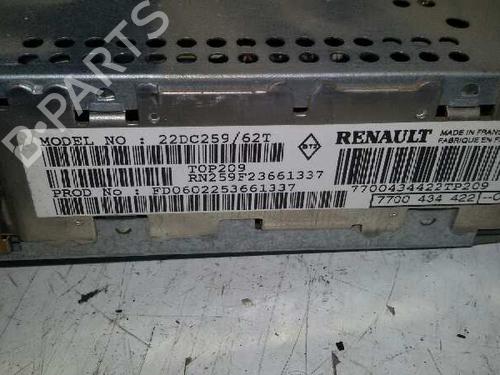 B-PARTS
MODEL NO : 22DC259/62T
TOP209
RN259F23661337
PROD No : FD0602253661337
RENAULT
MADE IN FRANC
FABRIQUE EN F
7700434422TP209
7700 434 422